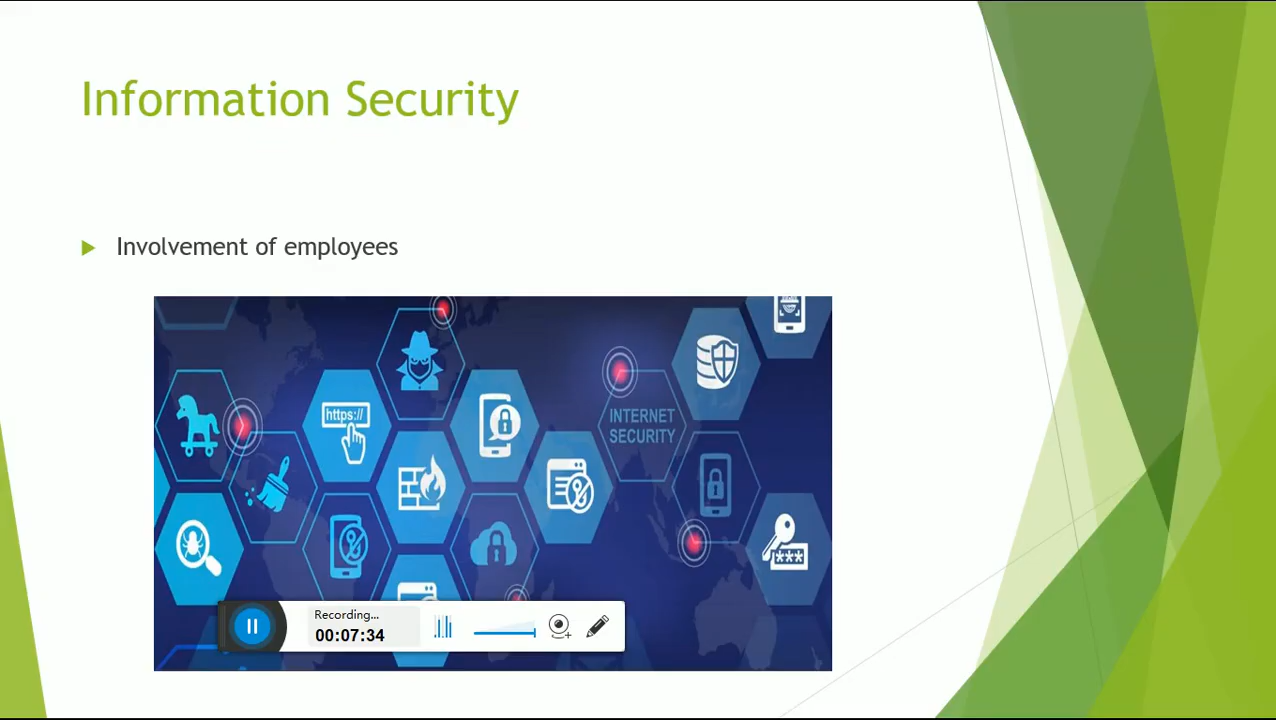 Information Security
Involvement of employees
https://
INTERNET
SECURITY
***
Recording...
00:07:34